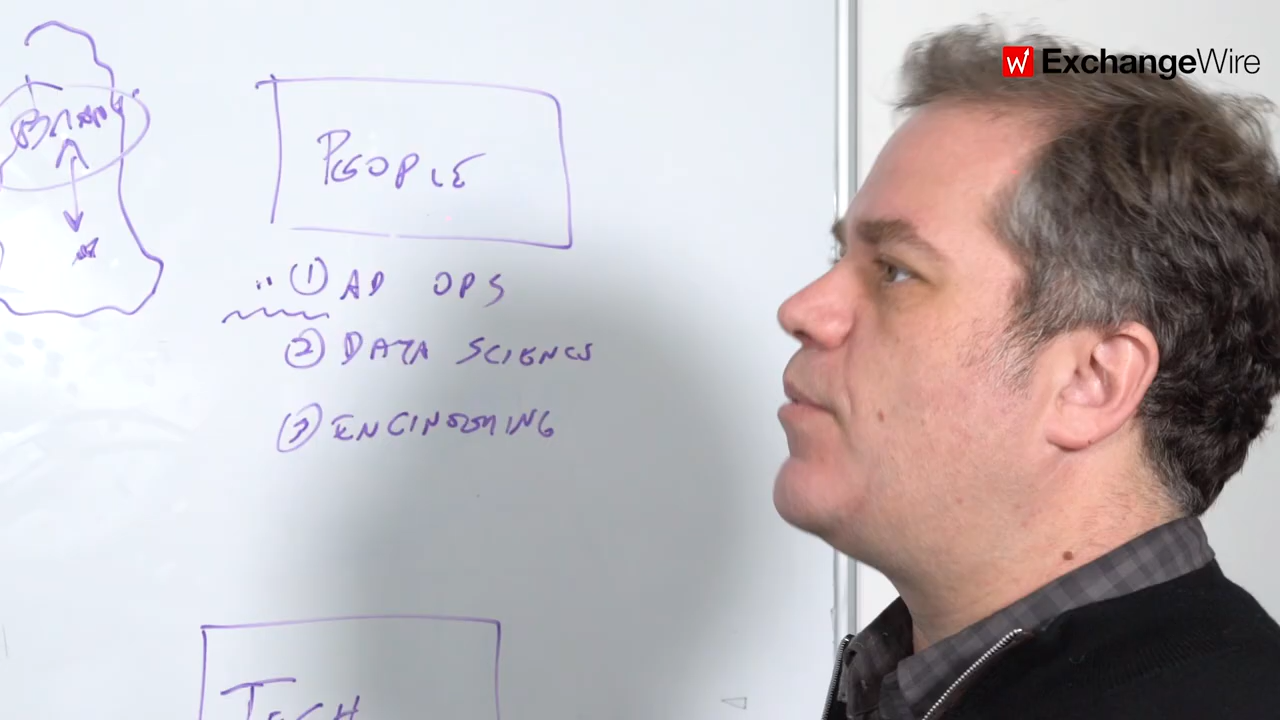 ExchangeWire
BRAND
PEOPLE
1 AD OPS
2 DATA SCIENCE
3 ENGINEERING
TECH